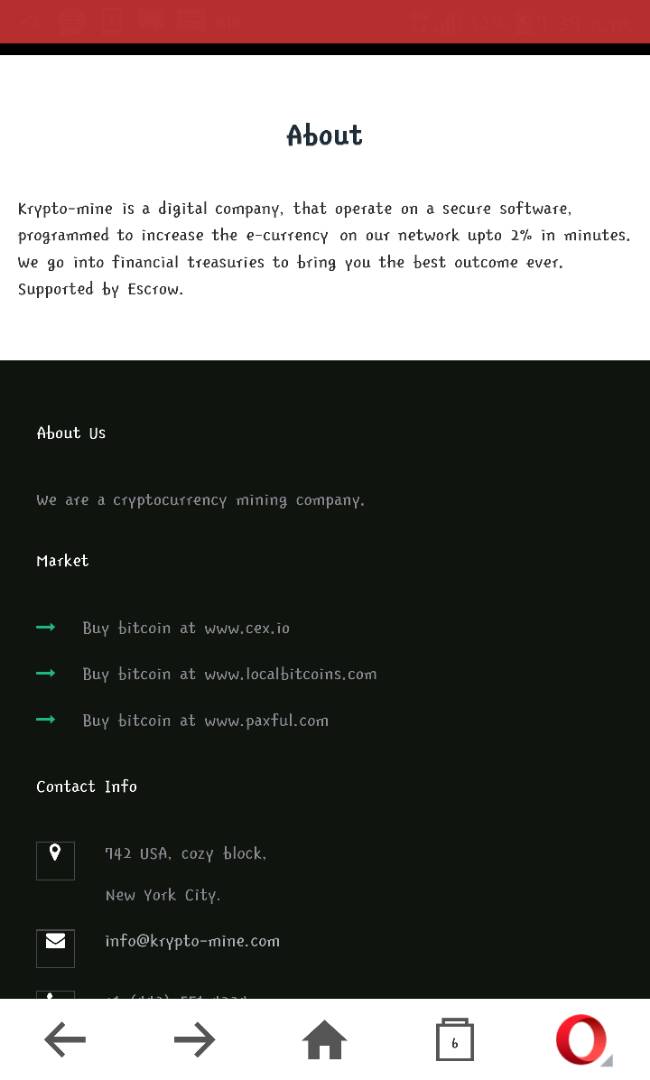 About
Krypto-mine is a digital company, that operate on a secure software,
programmed to increase the e-currency on our network upto 2% in minutes.
We go into financial treasuries to bring you the best outcome ever.
Supported by Escrow.
About Us
We are a cryptocurrency mining company.
Market
Buy bitcoin at www.cex.io
Buy bitcoin at www.localbitcoins.com
Buy bitcoin at www.paxful.com
Contact Info
742 USA, cozy block,
New York City.
info@krypto-mine.com
6